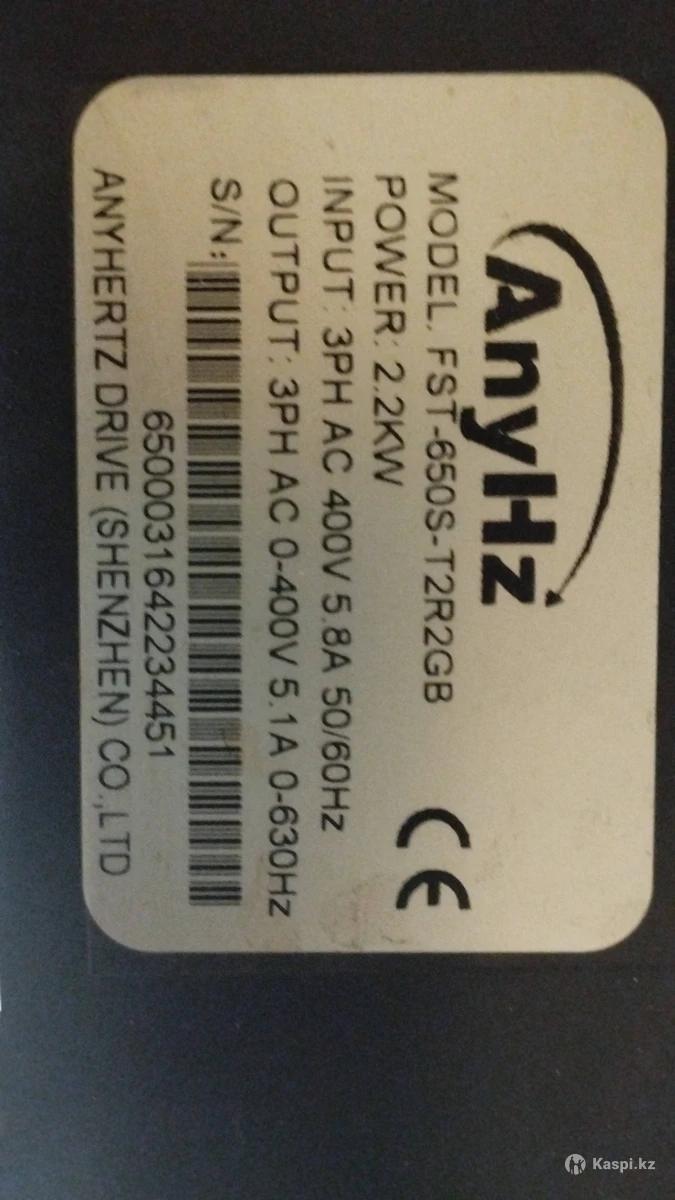 AnyHz
MODEL. FST-650S-T2R2GB
POWER: 2.2KW
CE
INPUT: 3PH AC 400V 5.8A 50/60Hz
OUTPUT: 3PH AC 0-400V 5.1A 0-630Hz
S/N:
6500031642234451
ANYHERTZ DRIVE (SHENZHEN) CO.,LTD
Kaspi.kz